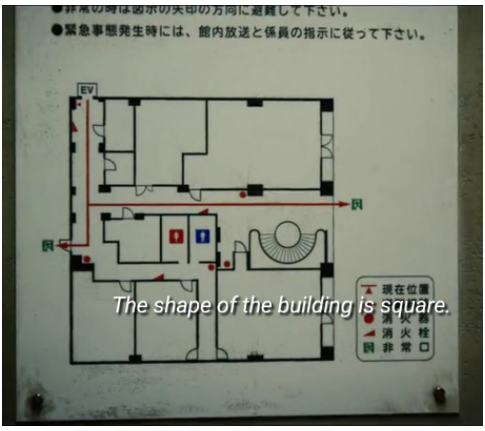 ●非常の時は図示の矢印の方向に避難して下さい。
●緊急事態発生時には、館内放送と係員の指示に従って下さい。
EV
The shape of the building is square.
現在位置
消火器
消火栓
非常口